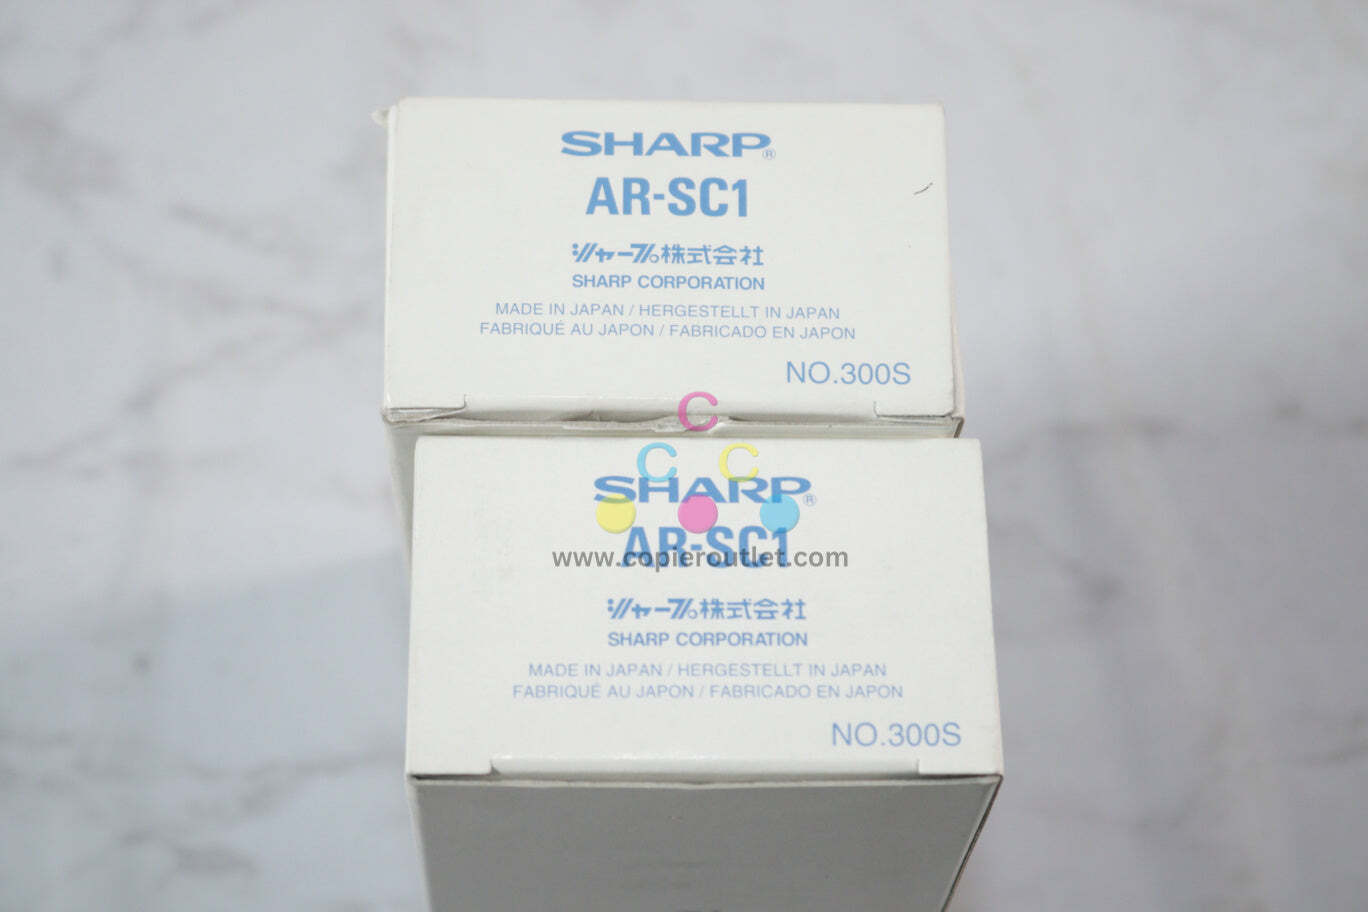 SHARP®
AR-SC1
シャープ株式会社
SHARP CORPORATION
MADE IN JAPAN / HERGESTELLT IN JAPAN
FABRIQUÉ AU JAPON / FABRICADO EN JAPON
NO.300S
C
C C
SHARP®
AR-SC1
www.copieroutlet.com
シャープ株式会社
SHARP CORPORATION
MADE IN JAPAN / HERGESTELLT IN JAPAN
FABRIQUÉ AU JAPON / FABRICADO EN JAPON
NO.300S